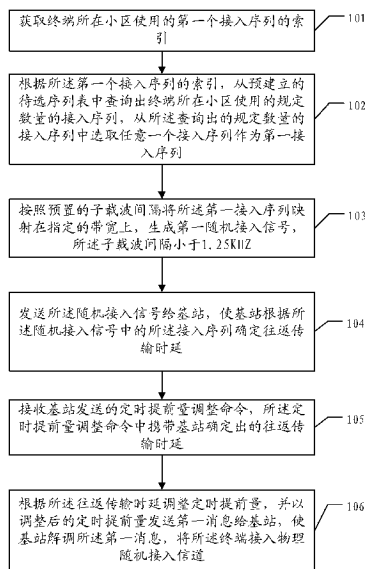 获取终端所在小区使用的第一个接入序列的索
引
101
根据所述第一个接入序列的索引，从预建立的
待选序列表中查询出终端所在小区使用的规定
数量的接入序列，从所述查询出的规定数量的
接入序列中选取任意一个接入序列作为第一接
入序列
102
按照预置的子载波间隔将所述第一接入序列映
射在指定的带宽上，生成第一随机接入信号，
所述子载波间隔小于1.25KHZ
103
发送所述随机接入信号给基站，使基站根据所
述随机接入信号中的所述接入序列确定往返传
输时延
104
接收基站发送的定时提前量调整命令，所述定
时提前量调整命令中携带基站确定出的往返传
输时延
105
根据所述往返传输时延调整定时提前量，并以
调整后的定时提前量发送第一消息给基站，使
基站解调所述第一消息，将所述终端接入物理
随机接入信道
106